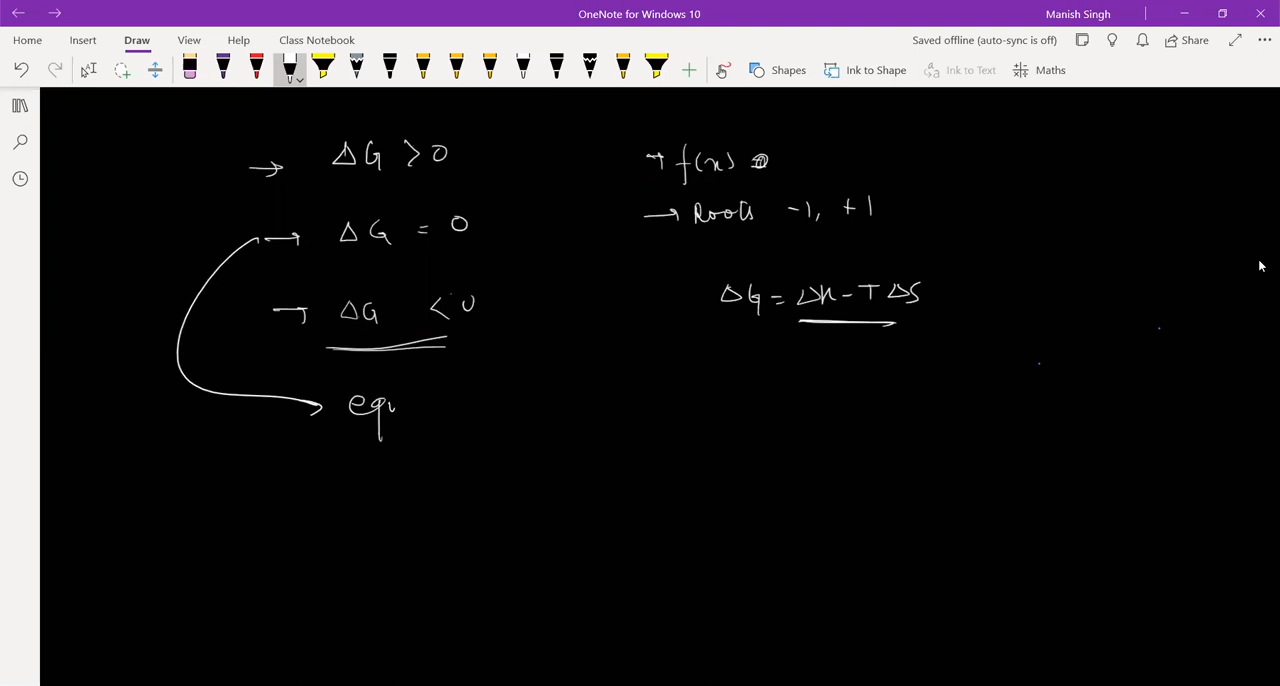 OneNote for Windows 10
Manish Singh
Home Insert Draw View Help Class Notebook
Saved offline (auto-sync is off) Share
Shapes Ink to Shape Ink to Text Maths
→ ΔG > 0
→ ΔG = 0
→ ΔG < 0
equ
→ f(x)
→ Roots -1, +1
ΔG = ΔH - TΔS